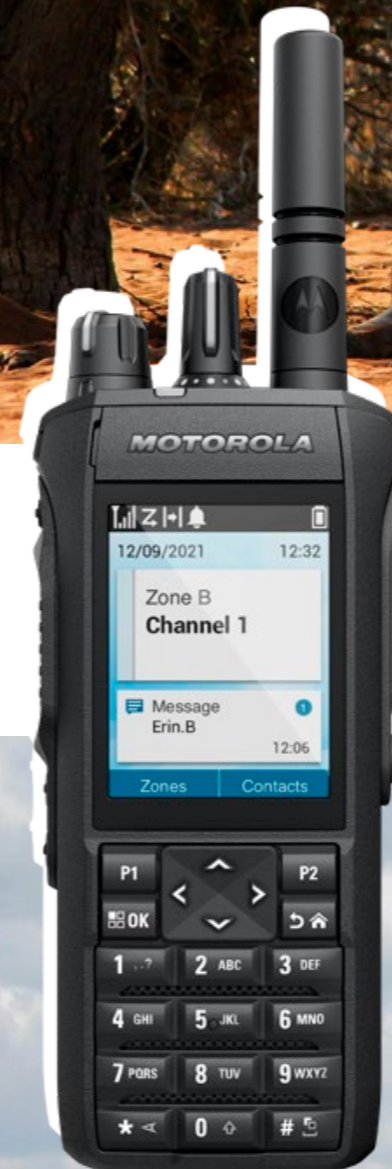 MOTOROLA
12/09/2021 12:32
Zone B
Channel 1
Message 1
Erin.B
12:06
Zones Contacts
P1 P2
OK
1 .,? 2 ABC 3 DEF
4 GHI 5 JKL 6 MNO
7 PQRS 8 TUV 9 WXYZ
* 0 #